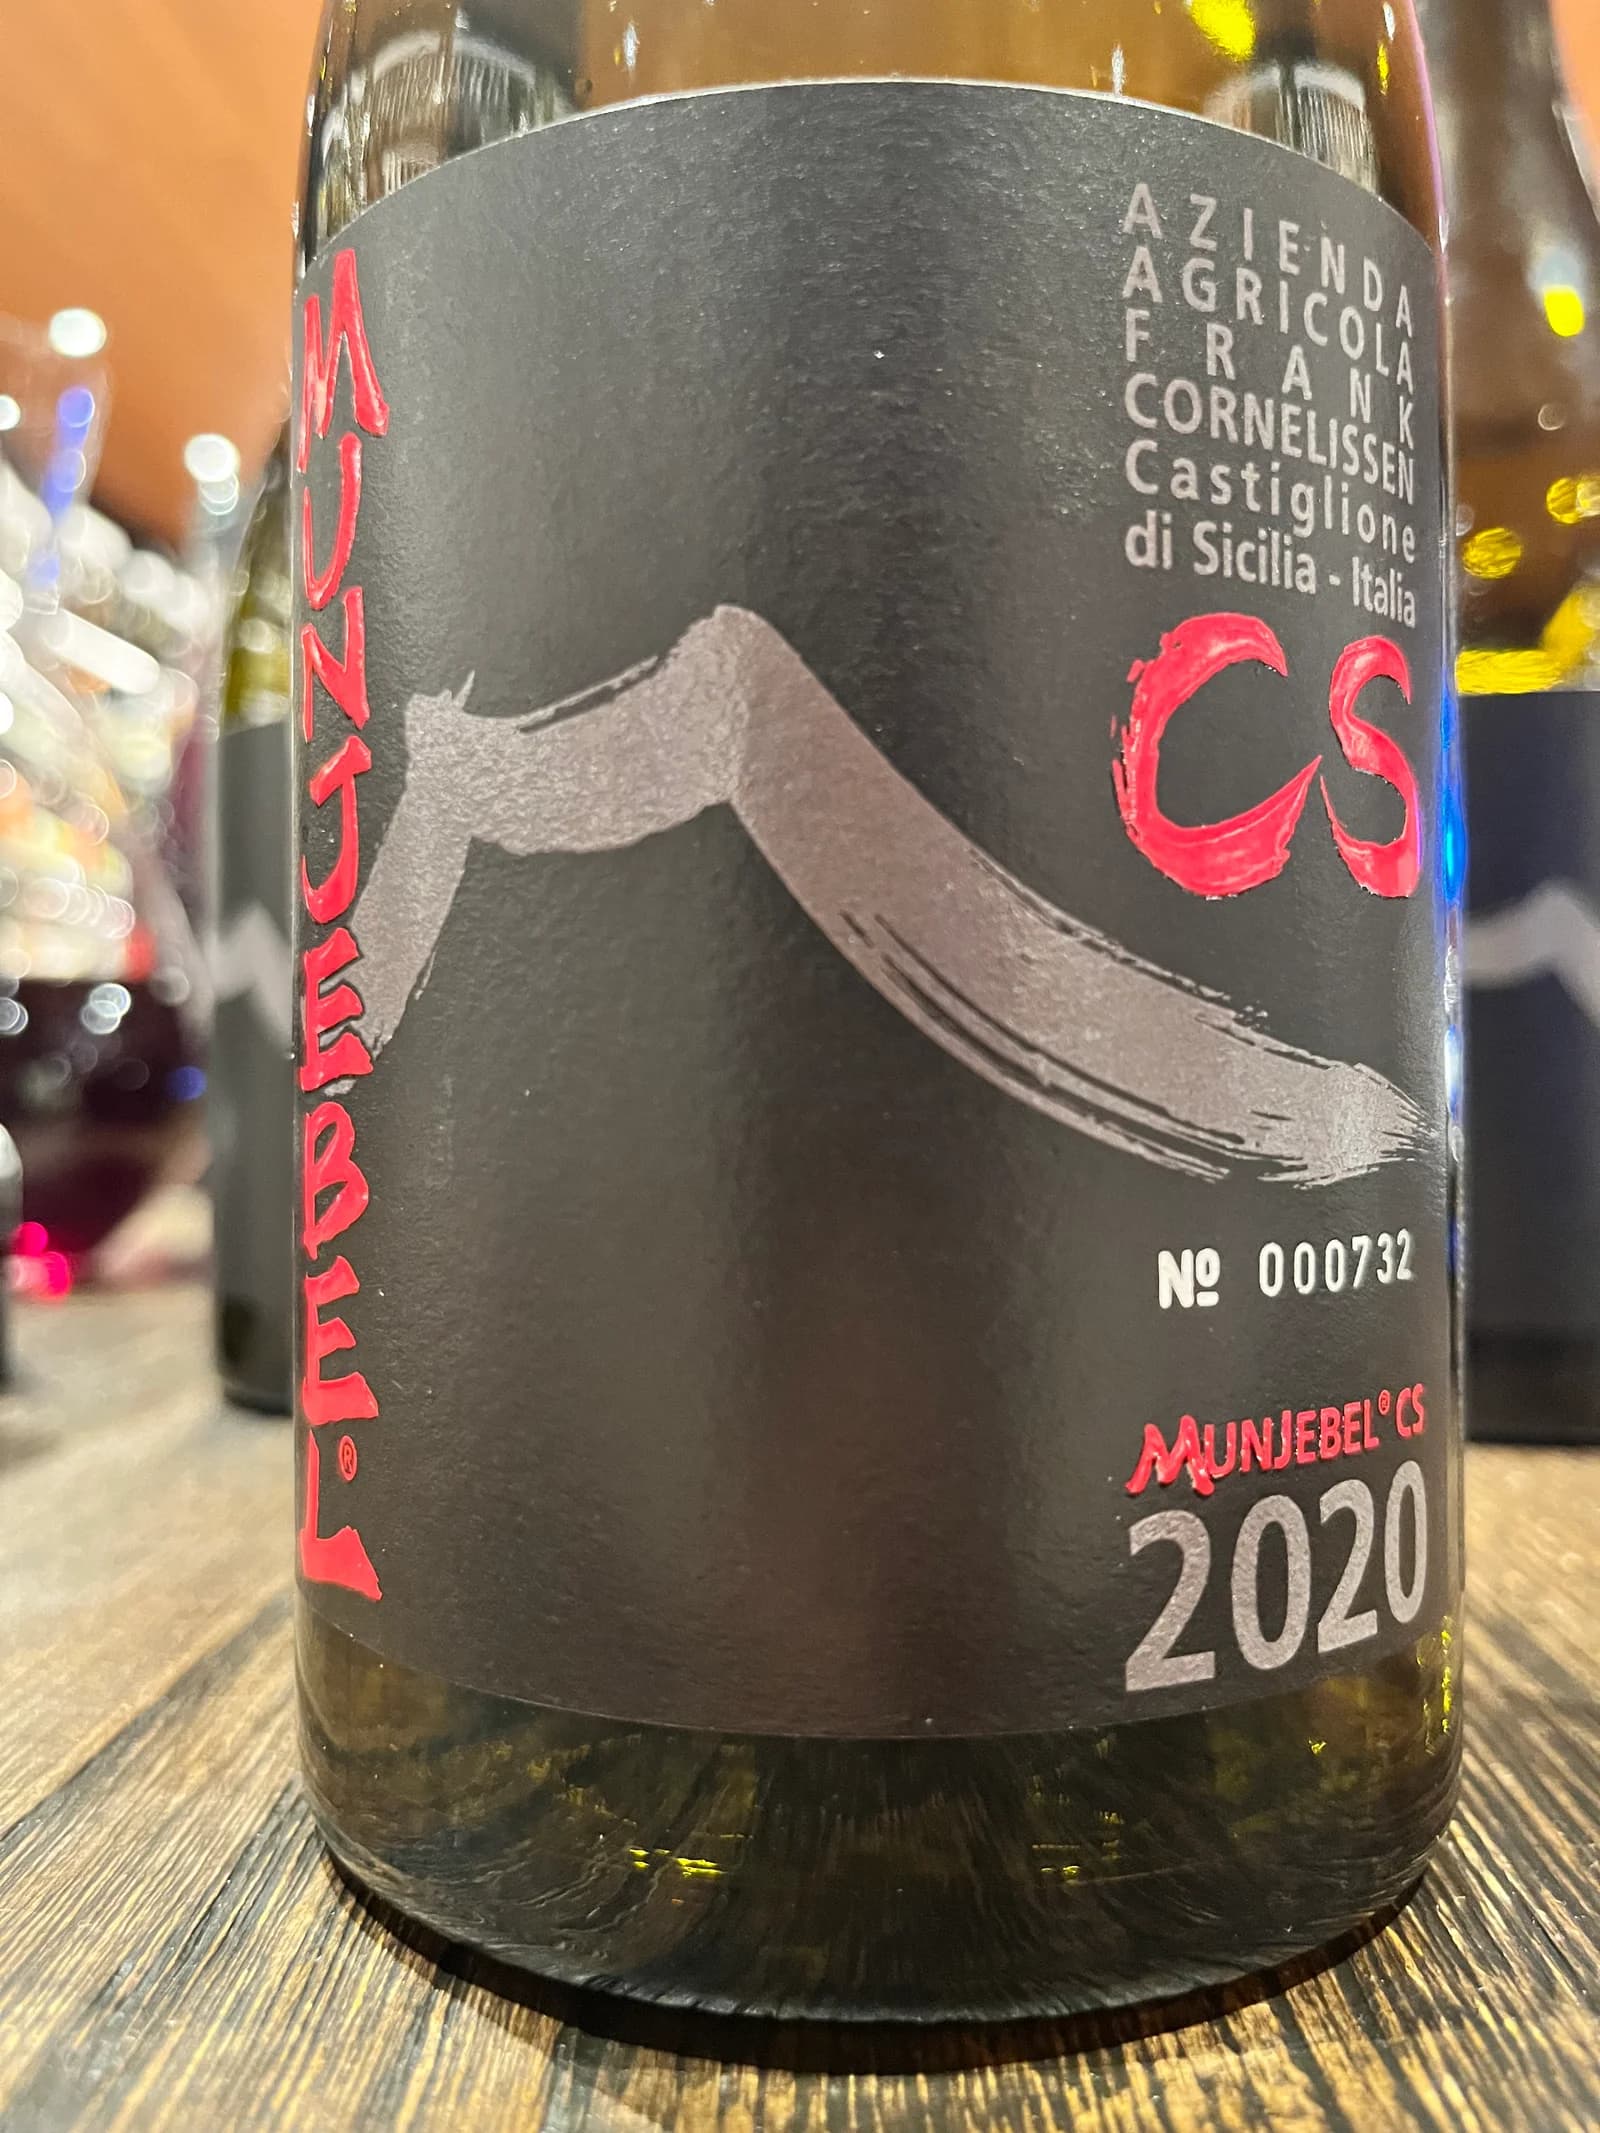 MUNJEBEL®
AZIENDA
AGRICOLA
FRANK
CORNELISSEN
Castiglione
di Sicilia - Italia
CS
Nº 000732
MUNJEBEL® CS
2020